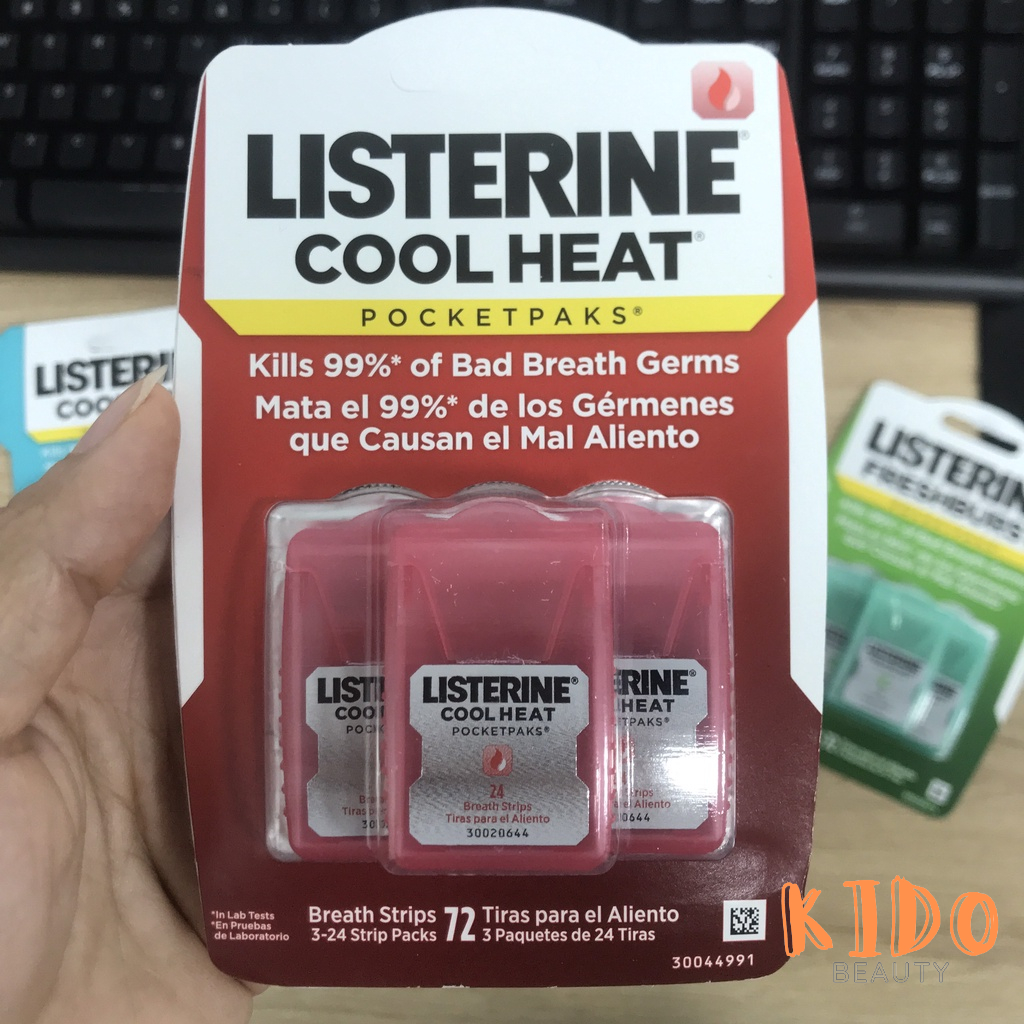 LISTERINE®
COOL HEAT®
POCKETPAKS®
Kills 99%* of Bad Breath Germs
Mata el 99%* de los Gérmenes
que Causan el Mal Aliento
LISTERINE®
COOL HEAT
POCKETPAKS®
24
Breath Strips
Tiras para el Aliento
30020644
*In Lab Tests
*En Pruebas
de Laboratorio
Breath Strips 72 Tiras para el Aliento
3-24 Strip Packs 3 Paquetes de 24 Tiras
30044991
LISTERINE
FRESHBURST
KIDO
BEAUTY